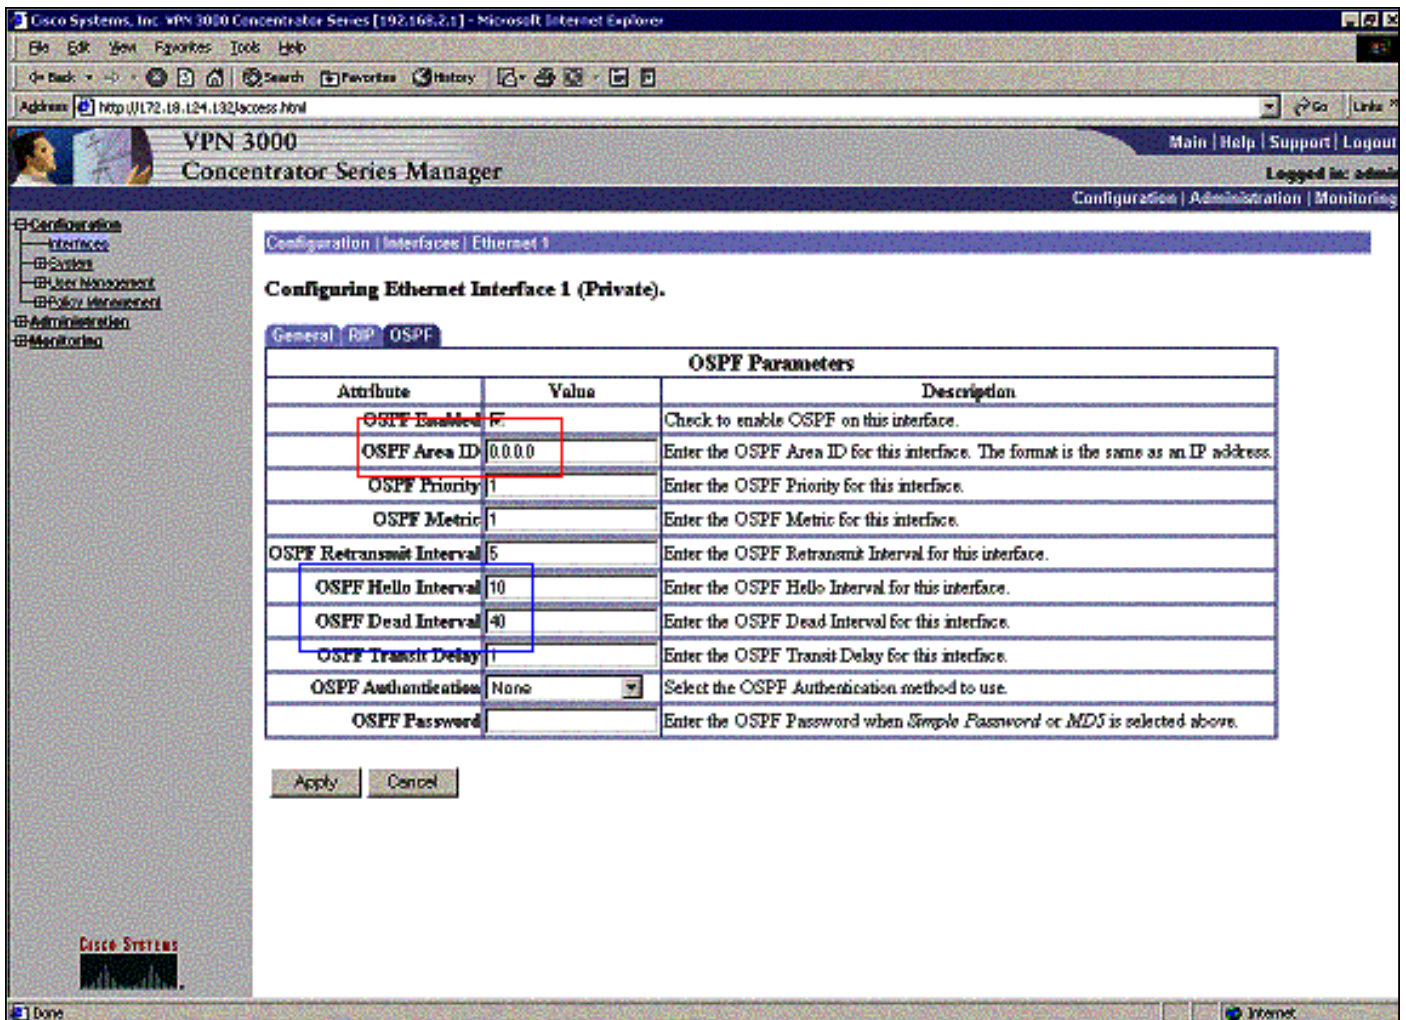 Cisco Systems, Inc. VPN 3000 Concentrator Series [192.168.2.1] - Microsoft Internet Explorer
File Edit View Favorites Tools Help
Back Search Favorites History
Address http://172.18.124.132/access.html Go Links »
VPN 3000
Concentrator Series Manager
Main | Help | Support | Logout
Logged in: admin
Configuration | Administration | Monitoring
Configuration
Interfaces
System
User Management
Policy Management
Administration
Monitoring
Configuration | Interfaces | Ethernet 1
Configuring Ethernet Interface 1 (Private).
General RIP OSPF
OSPF Parameters
Attribute Value Description
OSPF Enabled Check to enable OSPF on this interface.
OSPF Area ID 0.0.0.0 Enter the OSPF Area ID for this interface. The format is the same as an IP address.
OSPF Priority 1 Enter the OSPF Priority for this interface.
OSPF Metric 1 Enter the OSPF Metric for this interface.
OSPF Retransmit Interval 5 Enter the OSPF Retransmit Interval for this interface.
OSPF Hello Interval 10 Enter the OSPF Hello Interval for this interface.
OSPF Dead Interval 40 Enter the OSPF Dead Interval for this interface.
OSPF Transit Delay 1 Enter the OSPF Transit Delay for this interface.
OSPF Authentication None Select the OSPF Authentication method to use.
OSPF Password Enter the OSPF Password when Simple Password or MD5 is selected above.
Apply Cancel
CISCO SYSTEMS
Done Internet